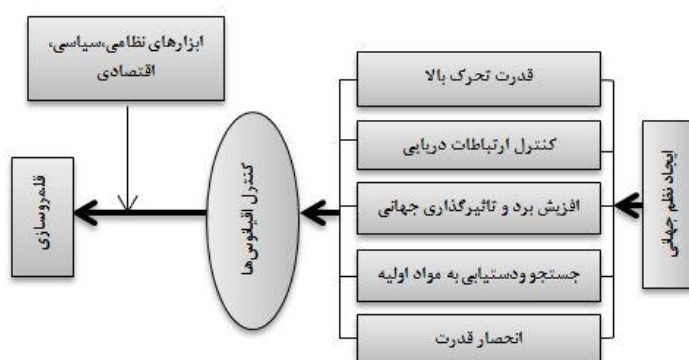 ایجاد نظم جهانی
قدرت تحرک بالا
کنترل ارتباطات دریایی
افزیش برد و تاثیرگذاری جهانی
جستجو ودستیابی به مواد اولیه
انحصار قدرت
کنترل اقیانوس‌ها
ابزارهای نظامی،سیاسی،
اقتصادی
قلمروسازی